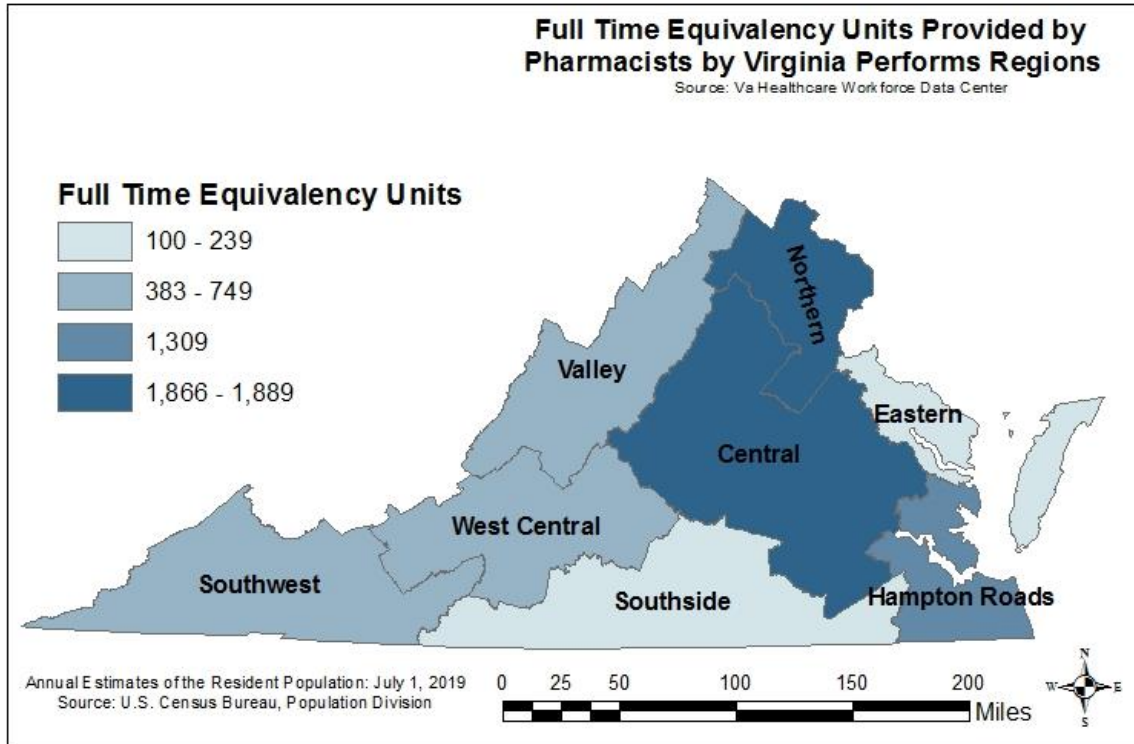 Full Time Equivalency Units Provided by
Pharmacists by Virginia Performs Regions
Source: Va Healthcare Workforce Data Center
Full Time Equivalency Units
100 - 239
383 - 749
1,309
1,866 - 1,889
Northern
Valley
Eastern
Central
West Central
Southwest
Southside
Hampton Roads
Annual Estimates of the Resident Population: July 1, 2019
Source: U.S. Census Bureau, Population Division
0 25 50 100 150 200
Miles
N
W E
S